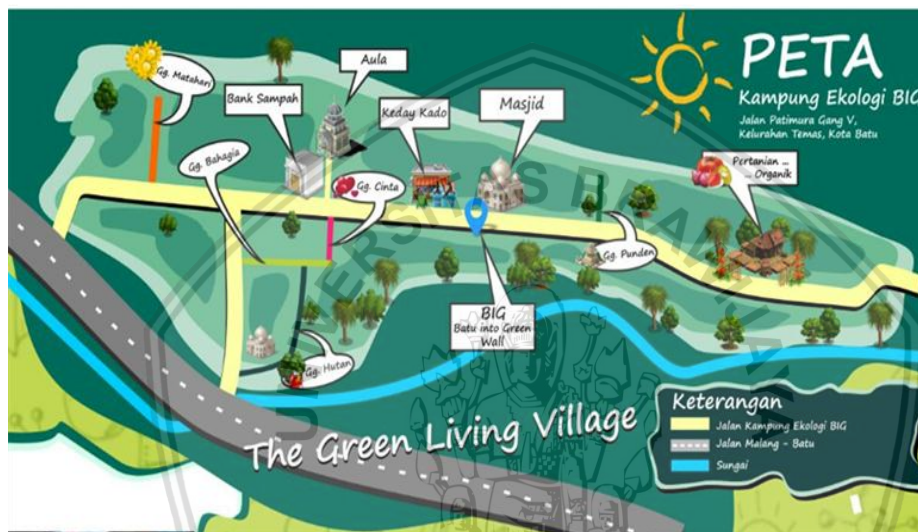 PETA
Kampung Ekologi BIG
Jalan Patimura Gang V,
Kelurahan Temas, Kota Batu
Gg. Matahari
Aula
Bank Sampah
Keday Kado
Masjid
Gg. Bahagia
Gg. Cinta
Pertanian ...
... Organik
Gg. Punden
BIG
Batu into Green
Wall
Gg. Hutan
The Green Living Village
Keterangan
Jalan Kampung Ekologi BIG
Jalan Malang - Batu
Sungai
UNIVERSITAS BRAWIJAYA